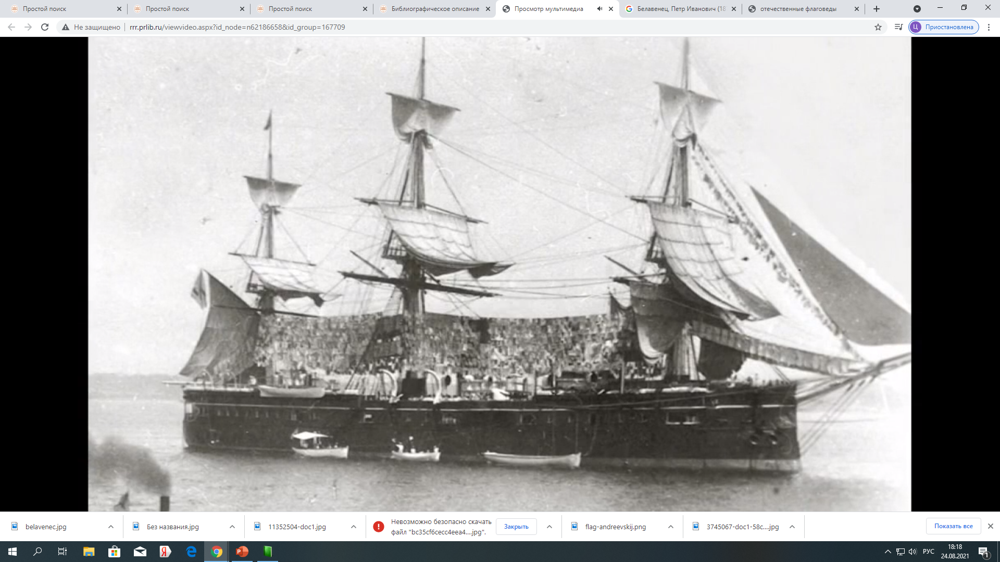 Простой поиск
Простой поиск
Простой поиск
Библиографическое описание
Просмотр мультимедиа
Белавенец, Петр Иванович (18
отечественные флаговеды
Не защищено
rrr.prlib.ru/viewvideo.aspx?id_node=n62186658&id_group=167709
Ц
Приостановлена
belavenec.jpg
Без названия.jpg
11352504-doc1.jpg
Невозможно безопасно скачать
файл "bc35cf6cecc4eea4....jpg".
Закрыть
flag-andreevskij.png
3745067-doc1-58c....jpg
Показать все
РУС
18:18
24.08.2021
1